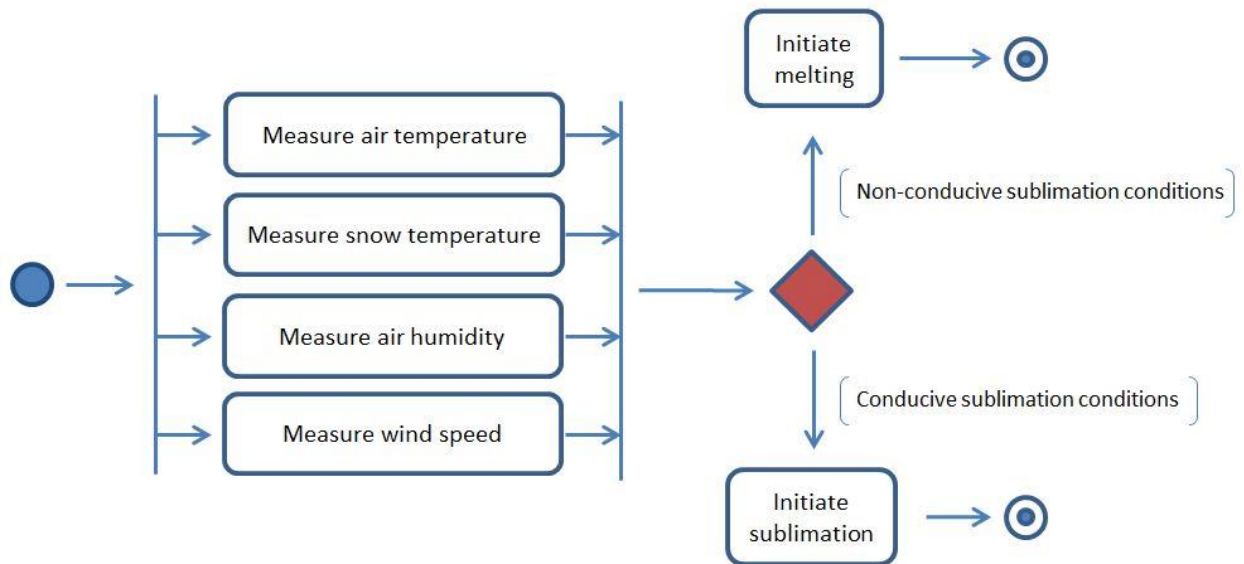 Initiate
melting
Measure air temperature
Non-conducive sublimation conditions
Measure snow temperature
Measure air humidity
Conducive sublimation conditions
Measure wind speed
Initiate
sublimation